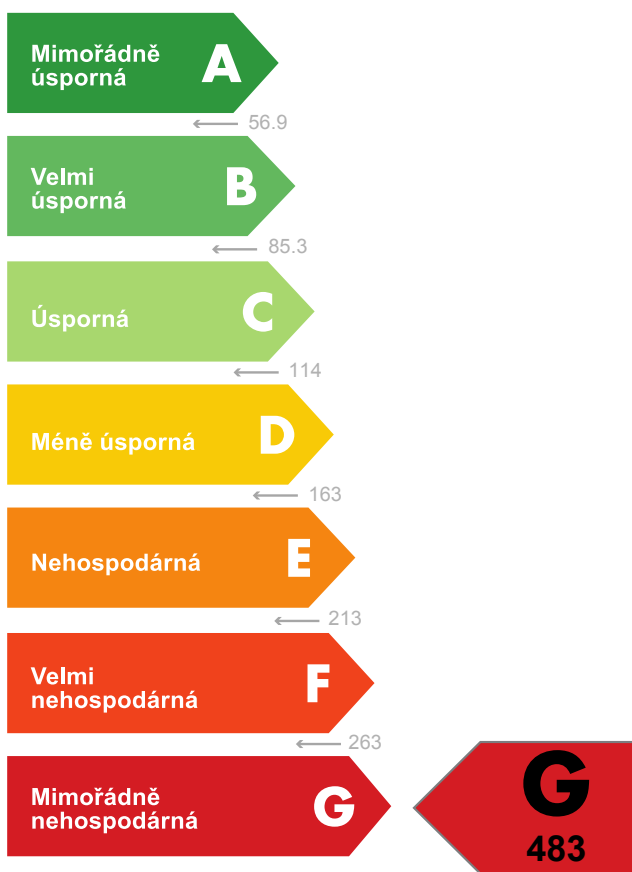 Mimořádně
úsporná
A
56.9
Velmi
úsporná
B
85.3
Úsporná
C
114
Méně úsporná
D
163
Nehospodárná
E
213
Velmi
nehospodárná
F
263
Mimořádně
nehospodárná
G
G
483